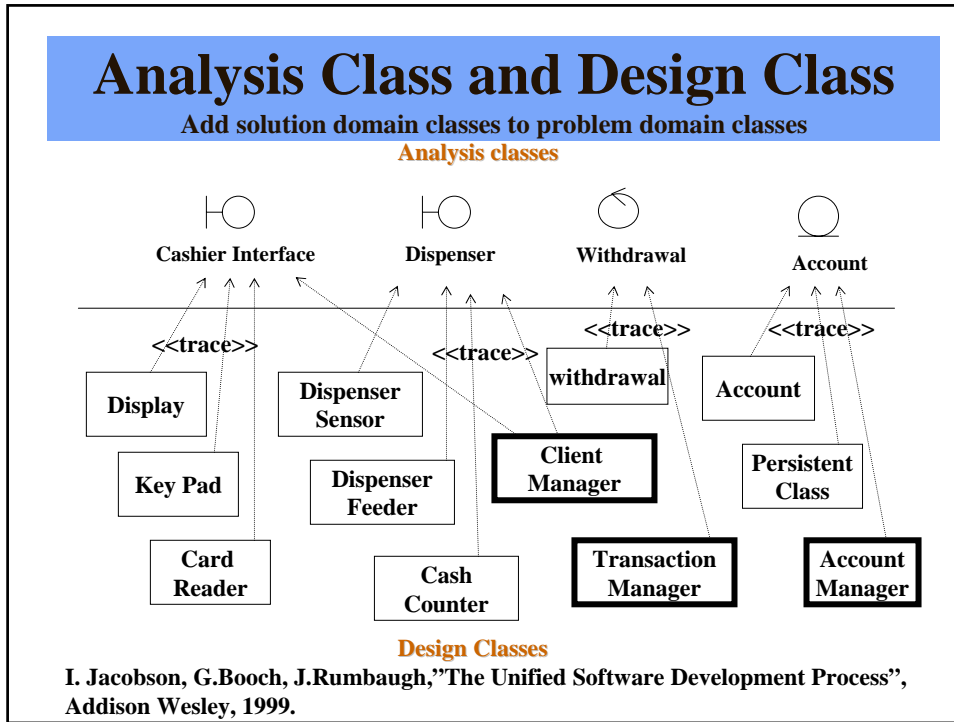 Analysis Class and Design Class
Add solution domain classes to problem domain classes
Analysis classes
Cashier Interface
Dispenser
Withdrawal
Account
<<trace>>
<<trace>>
<<trace>>
<<trace>>
Display
Dispenser
Sensor
withdrawal
Account
Key Pad
Dispenser
Feeder
Client
Manager
Persistent
Class
Card
Reader
Cash
Counter
Transaction
Manager
Account
Manager
Design Classes
I. Jacobson, G.Booch, J.Rumbaugh,”The Unified Software Development Process”,
Addison Wesley, 1999.